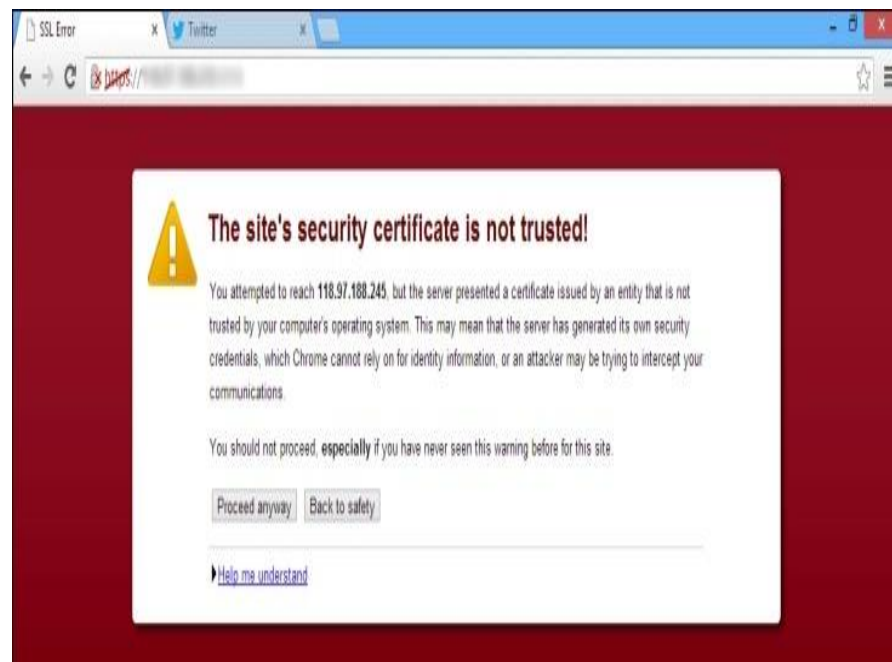 SSL Error x Twitter x
https://
The site's security certificate is not trusted!
You attempted to reach 118.97.188.245, but the server presented a certificate issued by an entity that is not
trusted by your computer's operating system. This may mean that the server has generated its own security
credentials, which Chrome cannot rely on for identity information, or an attacker may be trying to intercept your
communications.
You should not proceed, especially if you have never seen this warning before for this site.
Proceed anyway Back to safety
Help me understand